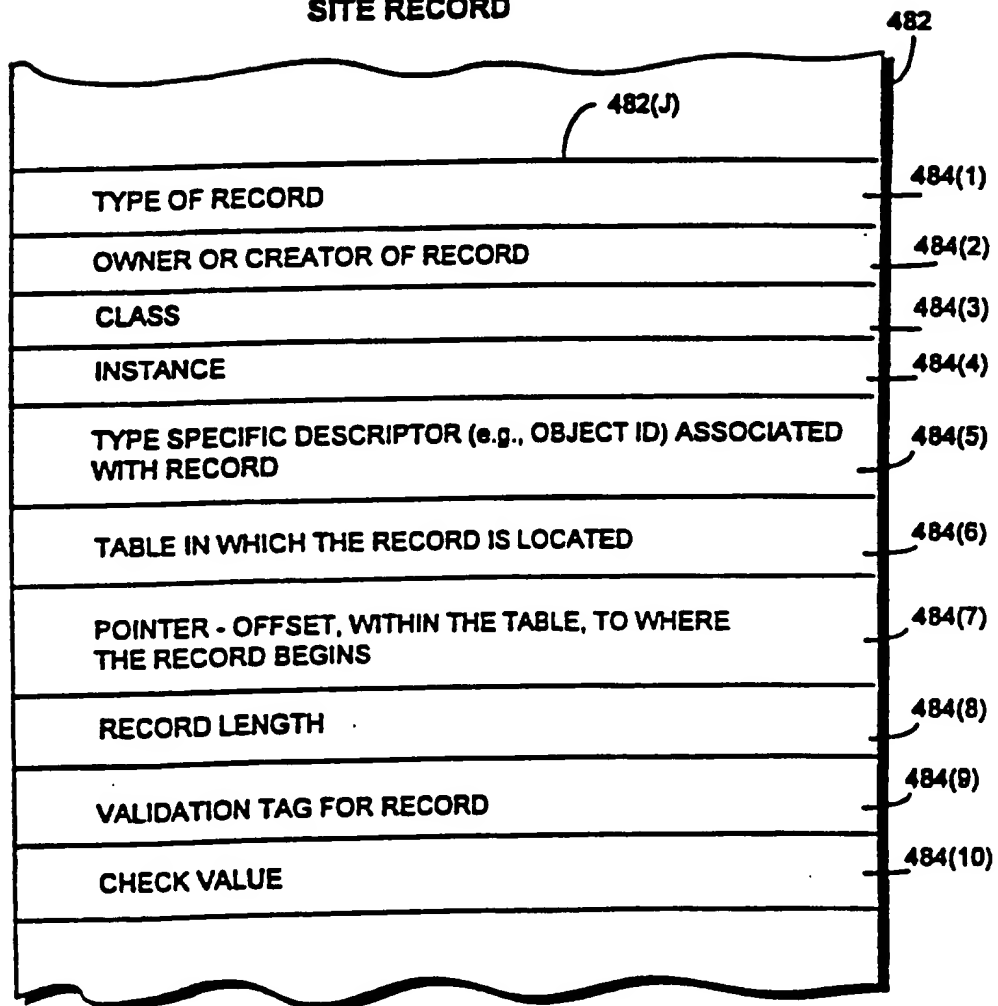 SITE RECORD
482
482(J)
TYPE OF RECORD
484(1)
OWNER OR CREATOR OF RECORD
484(2)
CLASS
484(3)
INSTANCE
484(4)
TYPE SPECIFIC DESCRIPTOR (e.g., OBJECT ID) ASSOCIATED
WITH RECORD
484(5)
TABLE IN WHICH THE RECORD IS LOCATED
484(6)
POINTER - OFFSET, WITHIN THE TABLE, TO WHERE
THE RECORD BEGINS
484(7)
RECORD LENGTH
484(8)
VALIDATION TAG FOR RECORD
484(9)
CHECK VALUE
484(10)